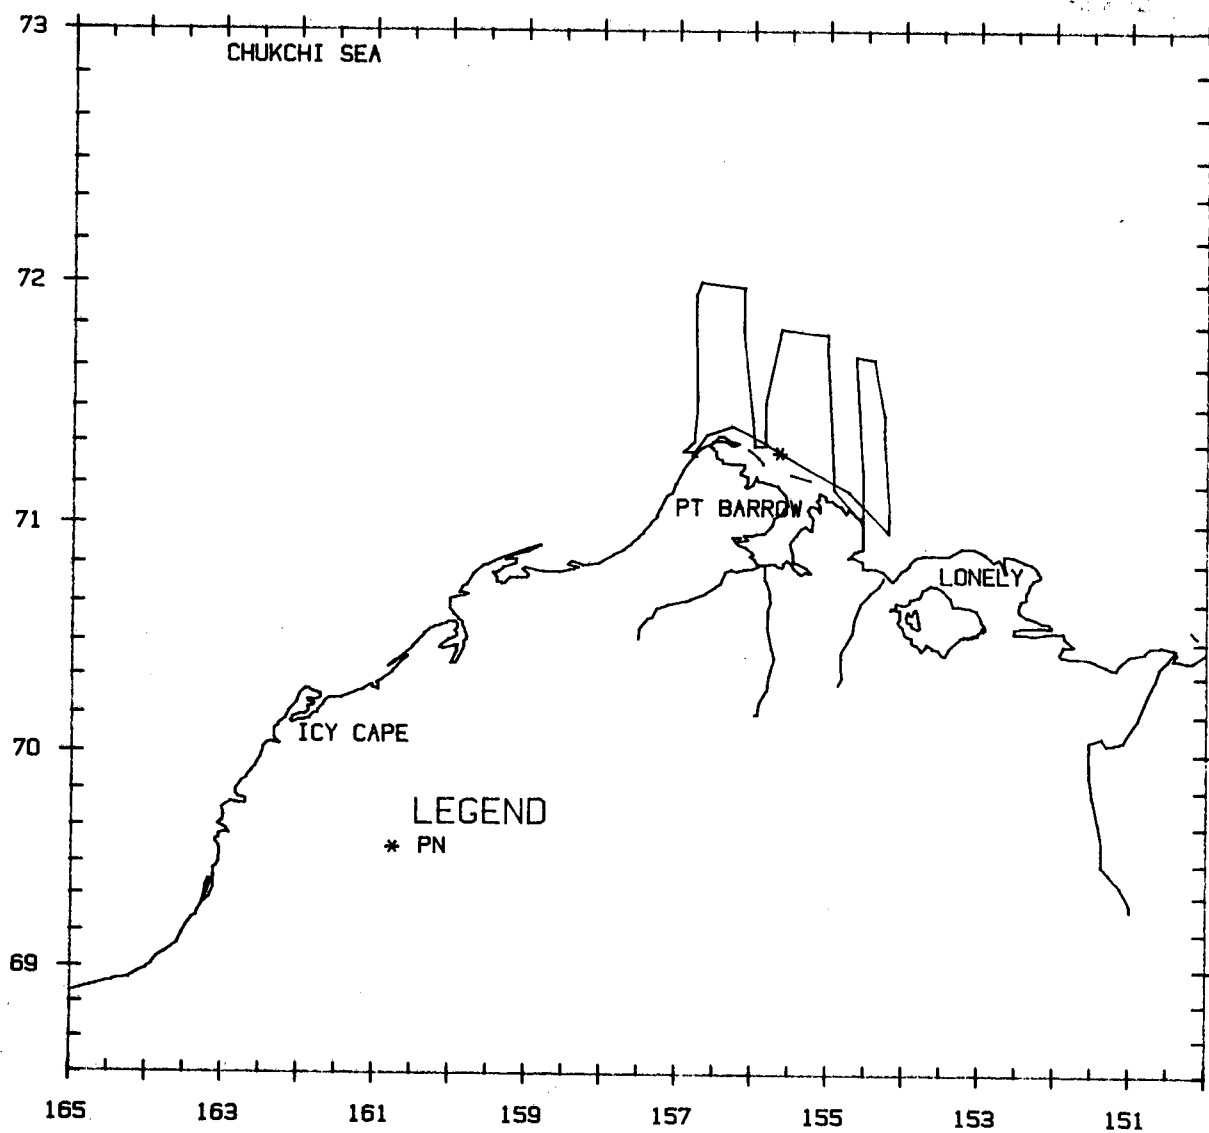 73
CHUKCHI SEA
72
71
PT BARROW
LONELY
70
ICY CAPE
LEGEND
* PN
69
165 163 161 159 157 155 153 151